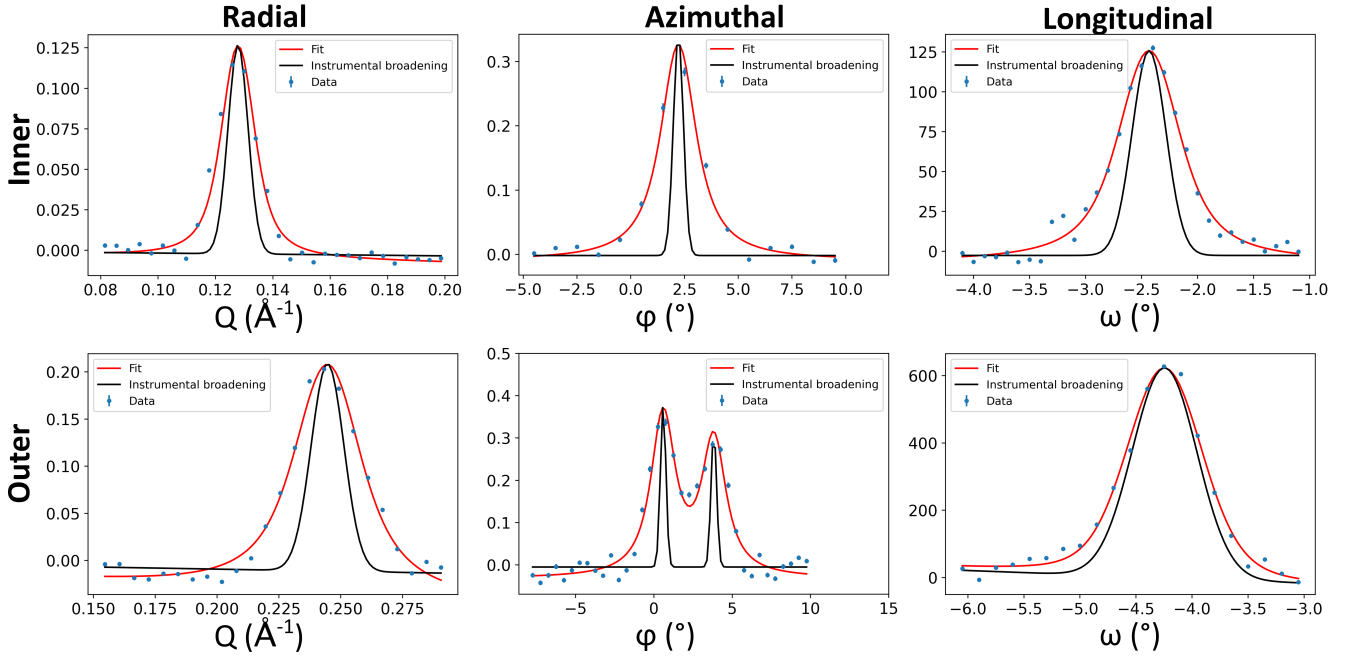 Radial
Azimuthal
Longitudinal
Inner
0.125
0.100
0.075
0.050
0.025
0.000
Fit
Instrumental broadening
Data
0.08 0.10 0.12 0.14 0.16 0.18 0.20
Q (Å⁻¹)
0.3
0.2
0.1
0.0
Fit
Instrumental broadening
Data
−5.0 −2.5 0.0 2.5 5.0 7.5 10.0
φ (°)
125
100
75
50
25
0
Fit
Instrumental broadening
Data
−4.0 −3.5 −3.0 −2.5 −2.0 −1.5 −1.0
ω (°)
Outer
0.20
0.15
0.10
0.05
0.00
Fit
Instrumental broadening
Data
0.150 0.175 0.200 0.225 0.250 0.275
Q (Å⁻¹)
0.5
0.4
0.3
0.2
0.1
0.0
Fit
Instrumental broadening
Data
−5 0 5 10 15
φ (°)
600
400
200
0
Fit
Instrumental broadening
Data
−6.0 −5.5 −5.0 −4.5 −4.0 −3.5 −3.0
ω (°)